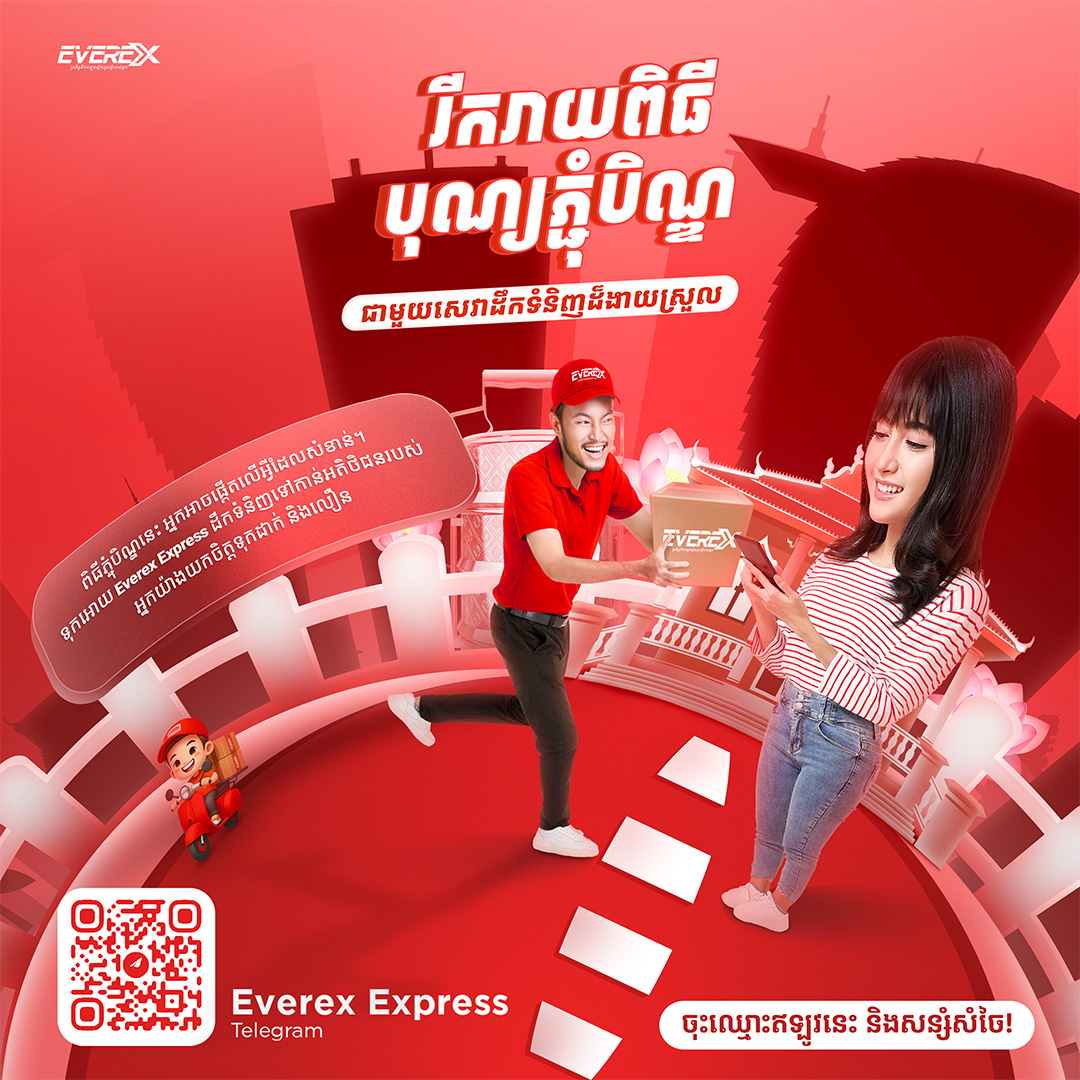 EVEREX
រីករាយពិធី
បុណ្យភ្ជុំបិណ្ឌ
ជាមួយសេវាដឹកទំនិញដ៏ងាយស្រួល
ពិធីភ្ជុំបិណ្ឌនេះ អ្នកអាចផ្ដោតលើអ្វីដែលសំខាន់ៗ
ទុកអោយ Everex Express ដឹកទំនិញទៅកាន់អតិថិជនរបស់
អ្នកយ៉ាងយកចិត្តទុកដាក់ និងលឿន
EVEREX
EVEREX
Everex Express
Telegram
ចុះឈ្មោះឥឡូវនេះ និងសន្សំសំចៃ!